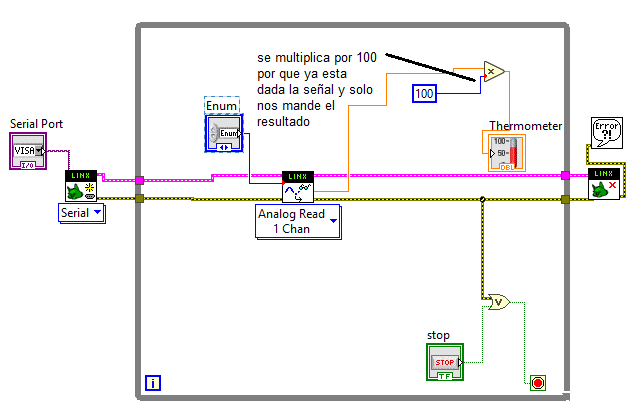 se multiplica por 100
por que ya esta
dada la señal y solo
nos mande el
resultado
Enum
Enum
100
Error
?!
Serial Port
VISA
I/O
Thermometer
100
50
DBL
LINX
Serial
LINX
Analog Read
1 Chan
LINX
V
stop
STOP
TF
i